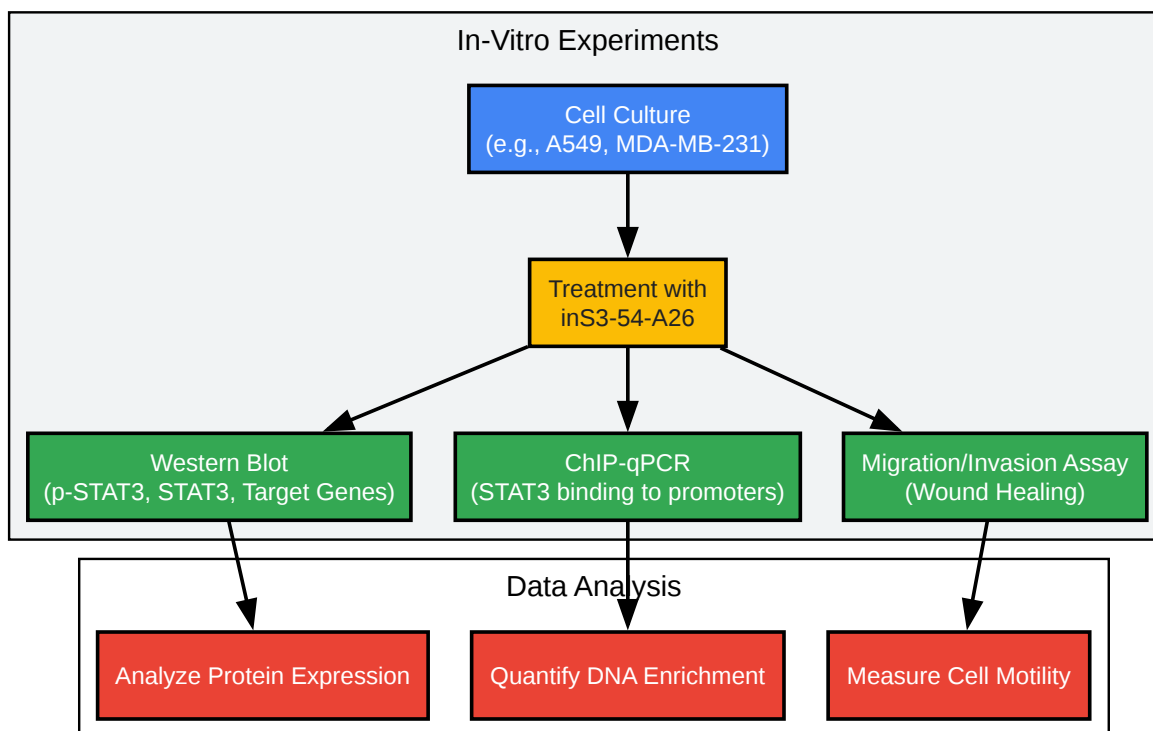 In-Vitro Experiments
Cell Culture
(e.g., A549, MDA-MB-231)
Treatment with
inS3-54-A26
Western Blot
(p-STAT3, STAT3, Target Genes)
ChIP-qPCR
(STAT3 binding to promoters)
Migration/Invasion Assay
(Wound Healing)
Data Analysis
Analyze Protein Expression
Quantify DNA Enrichment
Measure Cell Motility